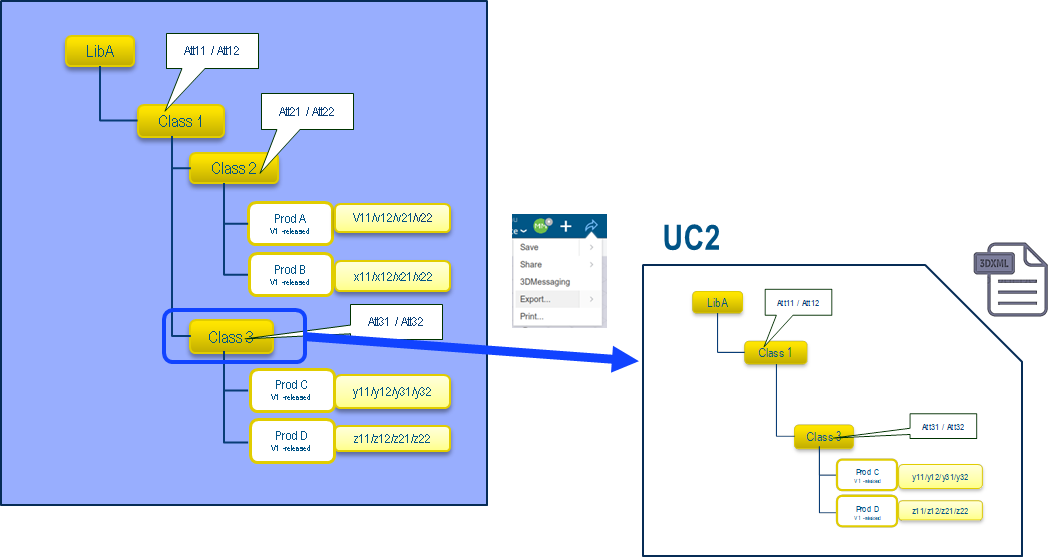 LibA
Att11 / Att12
Class 1
Att21 / Att22
Class 2
Prod A
V1 -released
V11/v12/v21/v22
Prod B
V1 -released
x11/x12/x21/x22
Att31 / Att32
Class 3
Prod C
V1 -released
y11/y12/y31/y32
Prod D
V1 -released
z11/z12/z21/z22
MN
Save
Share
3DMessaging
Export...
Print...
UC2
3DXML
LibA
Att11 / Att12
Class 1
Att31 / Att32
Class 3
Prod C
V1 -released
y11/y12/y31/y32
Prod D
V1 -released
z11/z12/z21/z22